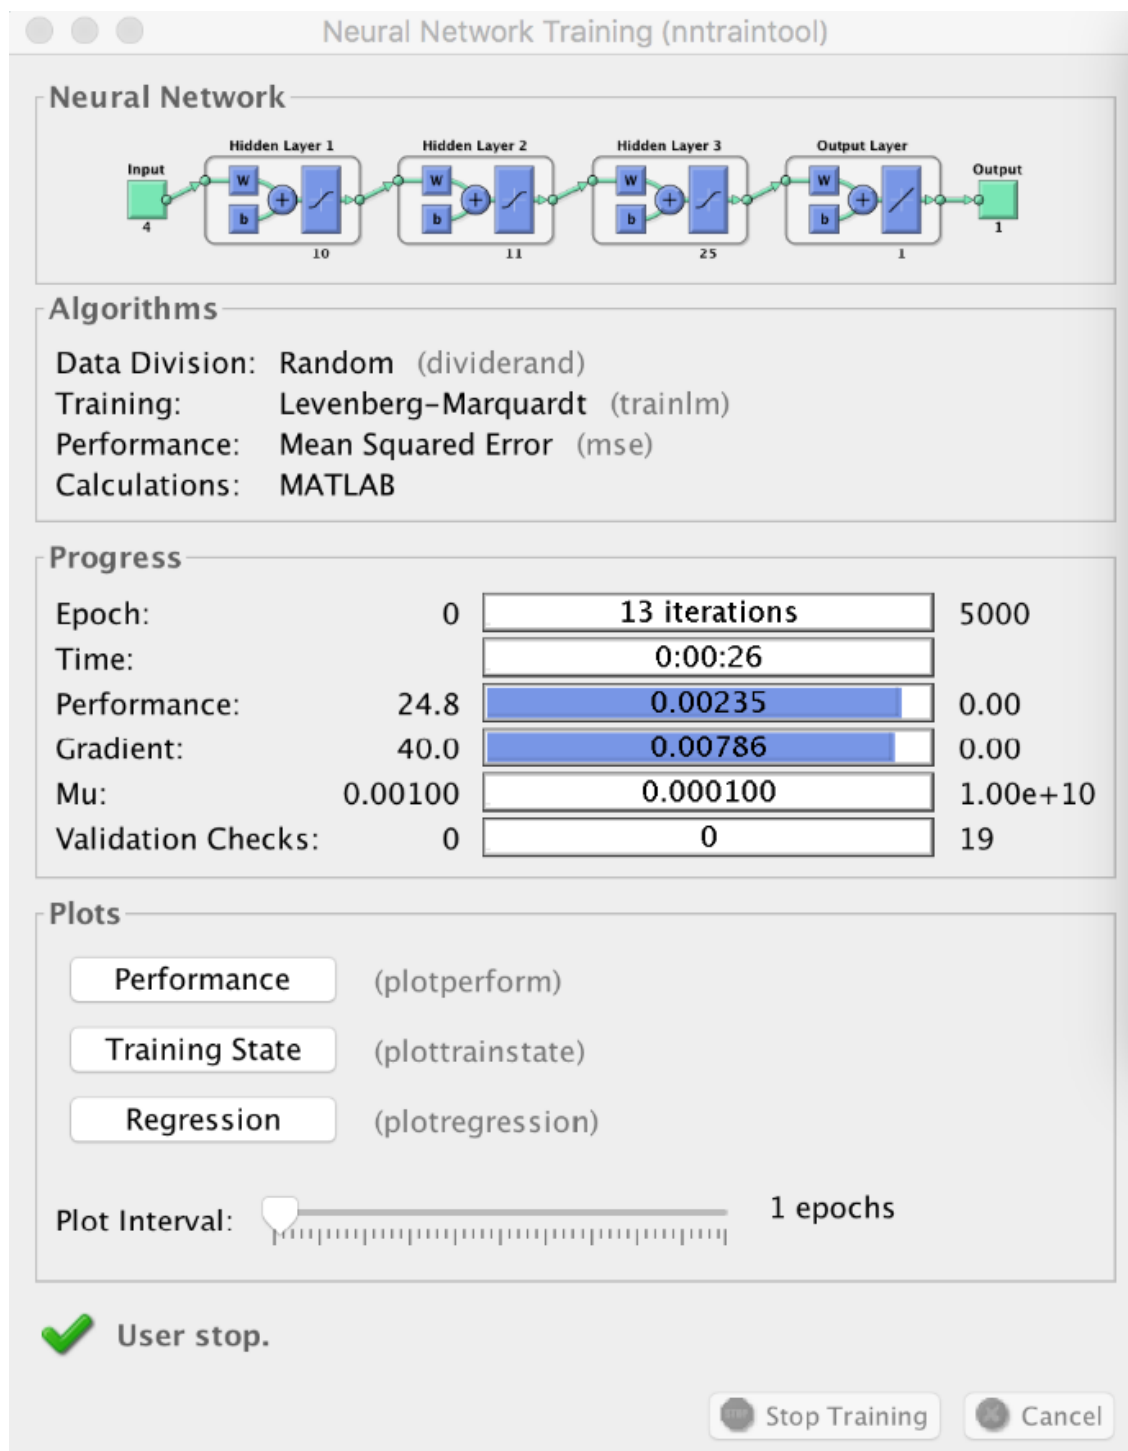 Neural Network Training (nntraintool)
Neural Network
Hidden Layer 1 Hidden Layer 2 Hidden Layer 3 Output Layer
Input Output
W W W W
+ + + +
b b b b
4 10 11 25 1 1
Algorithms
Data Division: Random (dividerand)
Training: Levenberg-Marquardt (trainlm)
Performance: Mean Squared Error (mse)
Calculations: MATLAB
Progress
Epoch: 0 13 iterations 5000
Time: 0:00:26
Performance: 24.8 0.00235 0.00
Gradient: 40.0 0.00786 0.00
Mu: 0.00100 0.000100 1.00e+10
Validation Checks: 0 0 19
Plots
Performance (plotperform)
Training State (plottrainstate)
Regression (plotregression)
Plot Interval: 1 epochs
User stop.
STOP Stop Training Cancel